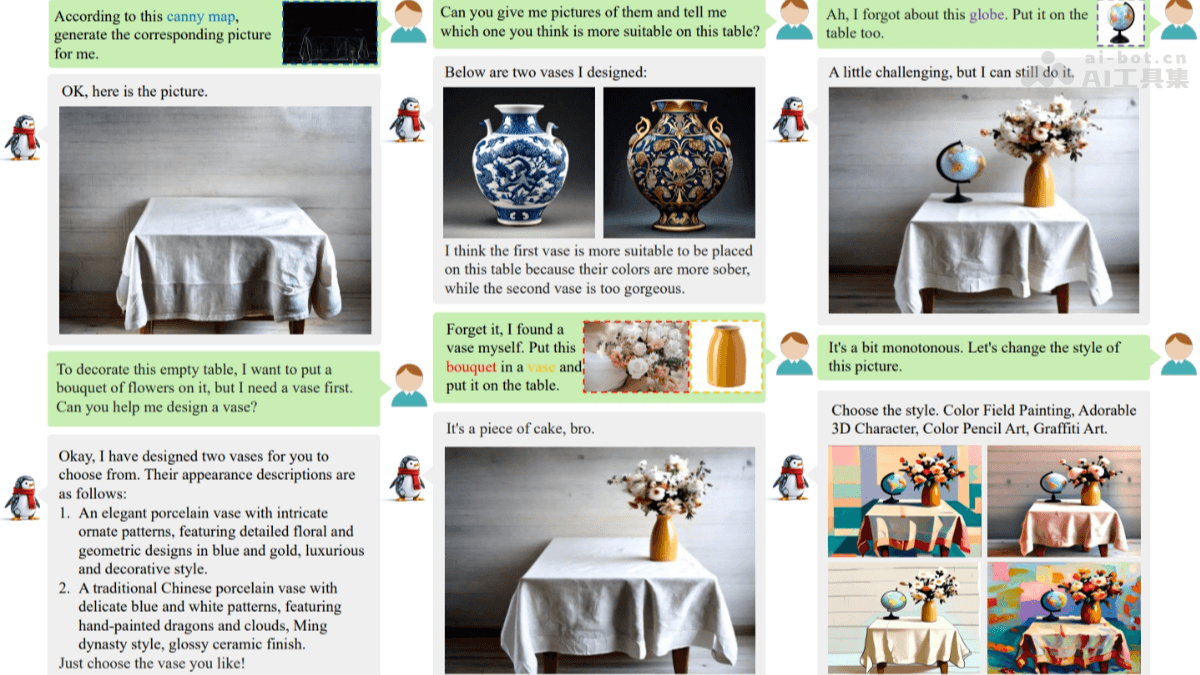 According to this canny map,
generate the corresponding picture
for me.
OK, here is the picture.
To decorate this empty table, I want to put a
bouquet of flowers on it, but I need a vase first.
Can you help me design a vase?
Okay, I have designed two vases for you to
choose from. Their appearance descriptions are
as follows:
1. An elegant porcelain vase with intricate
ornate patterns, featuring detailed floral and
geometric designs in blue and gold, luxurious
and decorative style.
2. A traditional Chinese porcelain vase with
delicate blue and white patterns, featuring
hand-painted dragons and clouds, Ming
dynasty style, glossy ceramic finish.
Just choose the vase you like!
Can you give me pictures of them and tell me
which one you think is more suitable on this table?
Below are two vases I designed:
I think the first vase is more suitable to be placed
on this table because their colors are more sober,
while the second vase is too gorgeous.
Forget it, I found a
vase myself. Put this
bouquet in a vase and
put it on the table.
It's a piece of cake, bro.
Ah, I forgot about this globe. Put it on the
table too.
ai-bot.cn
AI工具集
A little challenging, but I can still do it.
It's a bit monotonous. Let's change the style of
this picture.
Choose the style. Color Field Painting, Adorable
3D Character, Color Pencil Art, Graffiti Art.